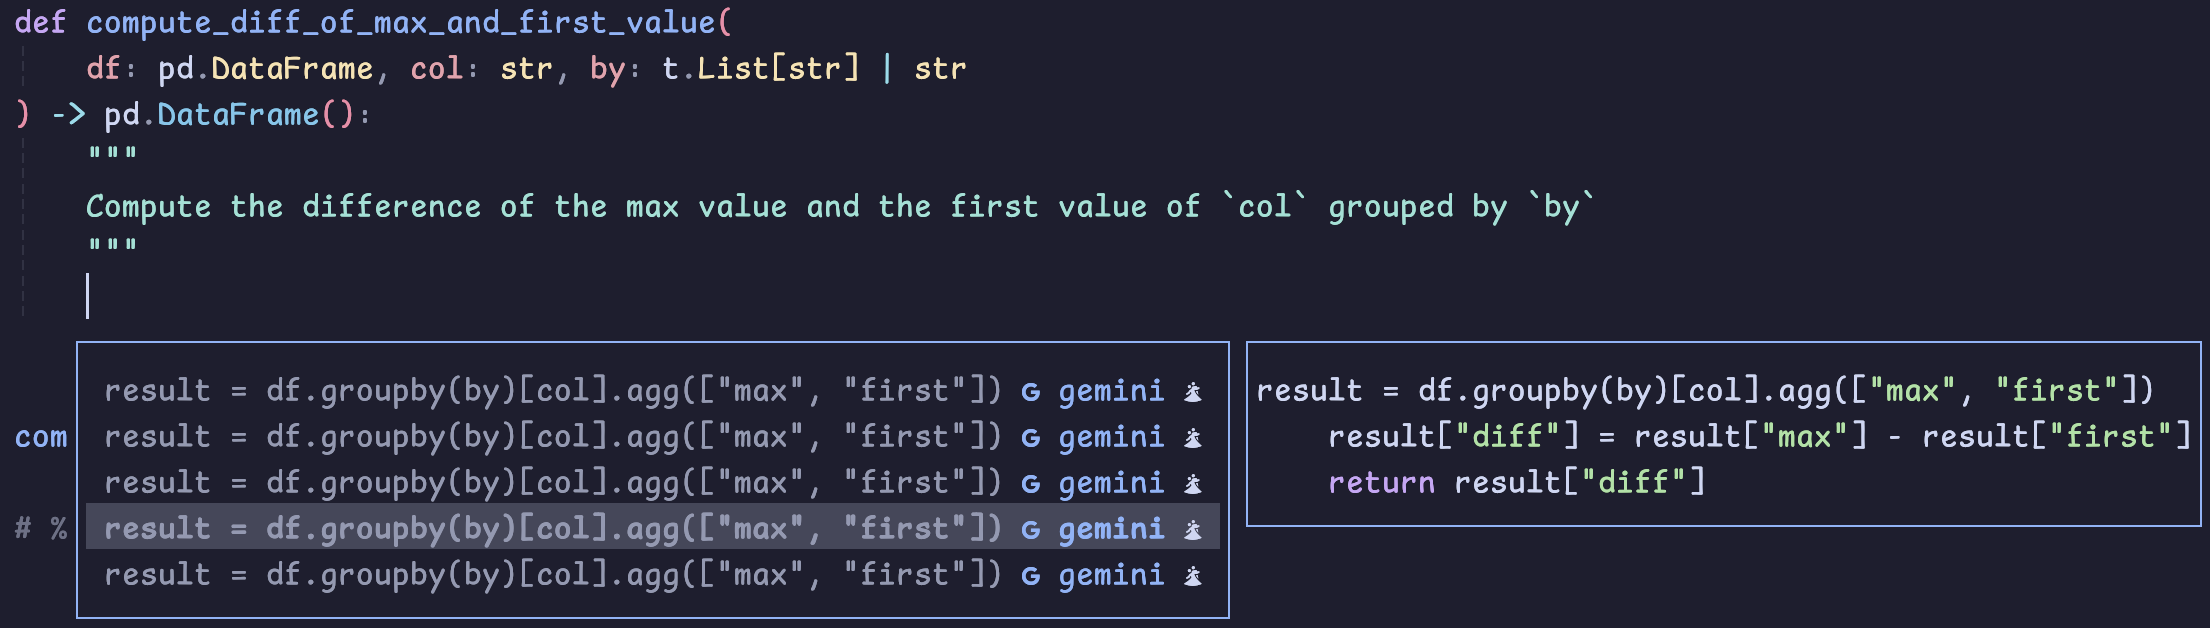 def compute_diff_of_max_and_first_value(
    df: pd.DataFrame, col: str, by: t.List[str] | str
) -> pd.DataFrame():
    """
    Compute the difference of the max value and the first value of `col` grouped by `by`
    """
result = df.groupby(by)[col].agg(["max", "first"]) G gemini
com
result = df.groupby(by)[col].agg(["max", "first"]) G gemini
result = df.groupby(by)[col].agg(["max", "first"]) G gemini
# %
result = df.groupby(by)[col].agg(["max", "first"]) G gemini
result = df.groupby(by)[col].agg(["max", "first"]) G gemini
result = df.groupby(by)[col].agg(["max", "first"])
    result["diff"] = result["max"] - result["first"]
    return result["diff"]